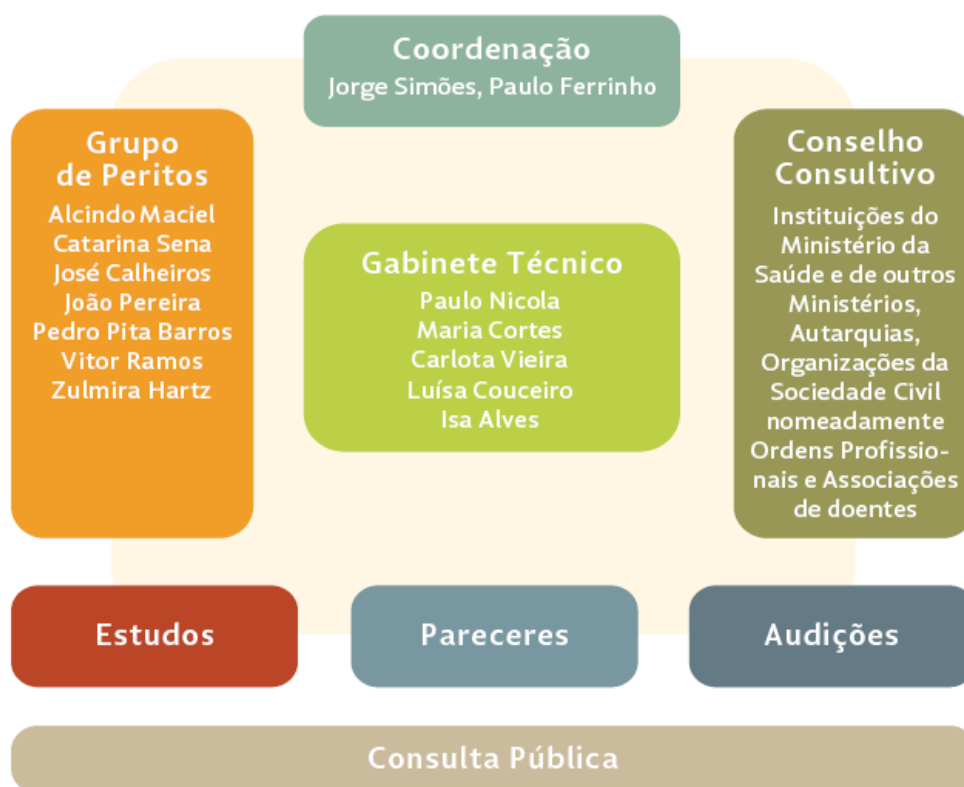 Coordenação
Jorge Simões, Paulo Ferrinho
Grupo
de Peritos
Alcindo Maciel
Catarina Sena
José Calheiros
João Pereira
Pedro Pita Barros
Vitor Ramos
Zulmira Hartz
Gabinete Técnico
Paulo Nicola
Maria Cortes
Carlota Vieira
Luísa Couceiro
Isa Alves
Conselho
Consultivo
Instituições do
Ministério da
Saúde e de outros
Ministérios,
Autarquias,
Organizações da
Sociedade Civil
nomeadamente
Ordens Profissio-
nais e Associações
de doentes
Estudos
Pareceres
Audições
Consulta Pública